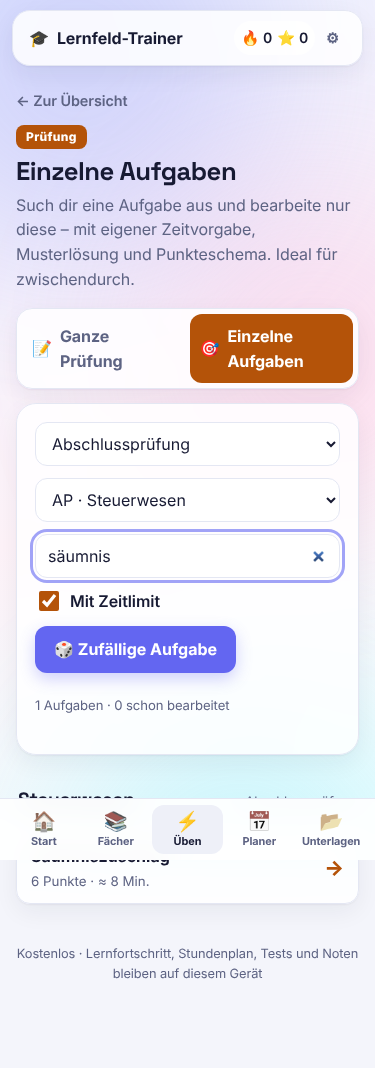 Lernfeld-Trainer
0
0
← Zur Übersicht
Prüfung
Einzelne Aufgaben
Such dir eine Aufgabe aus und bearbeite nur
diese – mit eigener Zeitvorgabe,
Musterlösung und Punkteschema. Ideal für
zwischendurch.
Ganze
Prüfung
Einzelne
Aufgaben
Abschlussprüfung
AP · Steuerwesen
säumnis
Mit Zeitlimit
Zufällige Aufgabe
1 Aufgaben · 0 schon bearbeitet
Steuerwesen
Start
Fächer
Üben
Planer
Unterlagen
Säumniszuschlag
6 Punkte · ≈ 8 Min.
Kostenlos · Lernfortschritt, Stundenplan, Tests und Noten
bleiben auf diesem Gerät